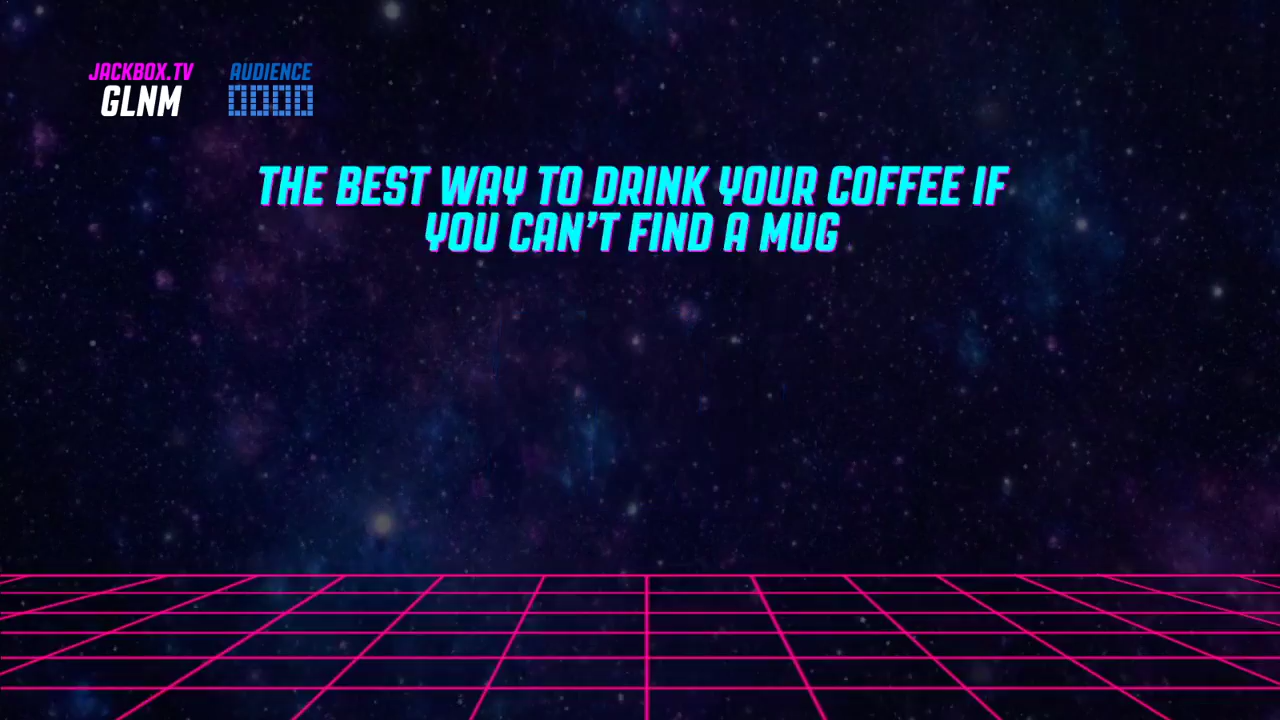 JACKBOX.TV
GLNM
AUDIENCE
0000
THE BEST WAY TO DRINK YOUR COFFEE IF
YOU CAN'T FIND A MUG